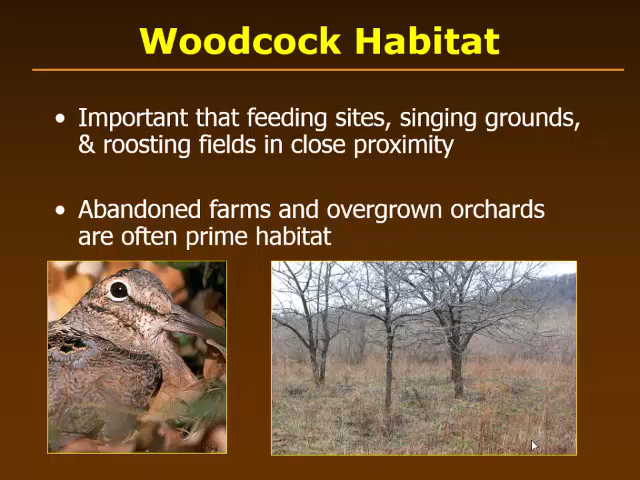 Woodcock Habitat
• Important that feeding sites, singing grounds,
& roosting fields in close proximity
• Abandoned farms and overgrown orchards
are often prime habitat